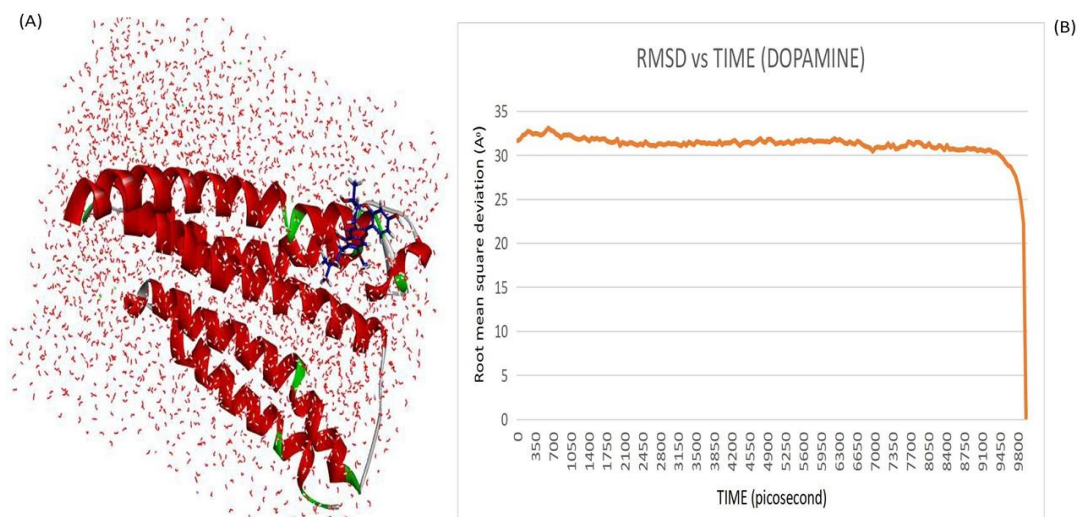 (A)
(B)
RMSD vs TIME (DOPAMINE)
Root mean square deviation (A°)
35
30
25
20
15
10
5
0
0 350 700 1050 1400 1750 2100 2450 2800 3150 3500 3850 4200 4550 4900 5250 5600 5950 6300 6650 7000 7350 7700 8050 8400 8750 9100 9450 9800
TIME (picosecond)